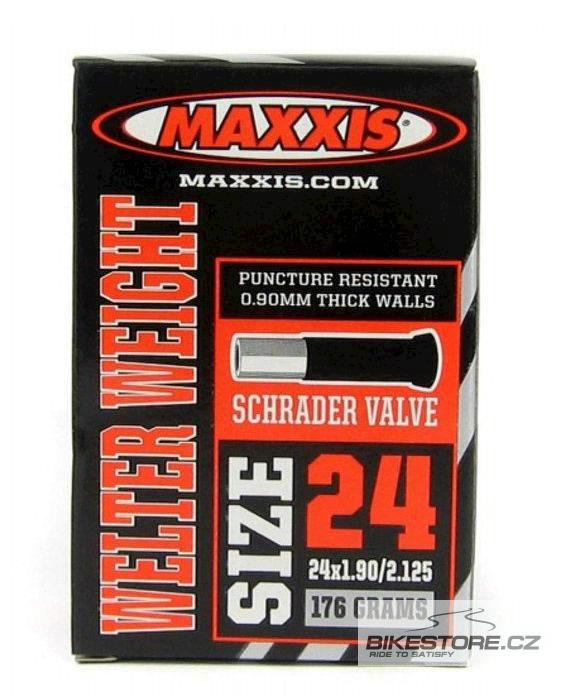 MAXXIS®
MAXXIS.COM
WELTER WEIGHT
PUNCTURE RESISTANT
0.90MM THICK WALLS
SCHRADER VALVE
SIZE
24
24x1.90/2.125
176 GRAMS
BIKESTORE.CZ
RIDE TO SATISFY